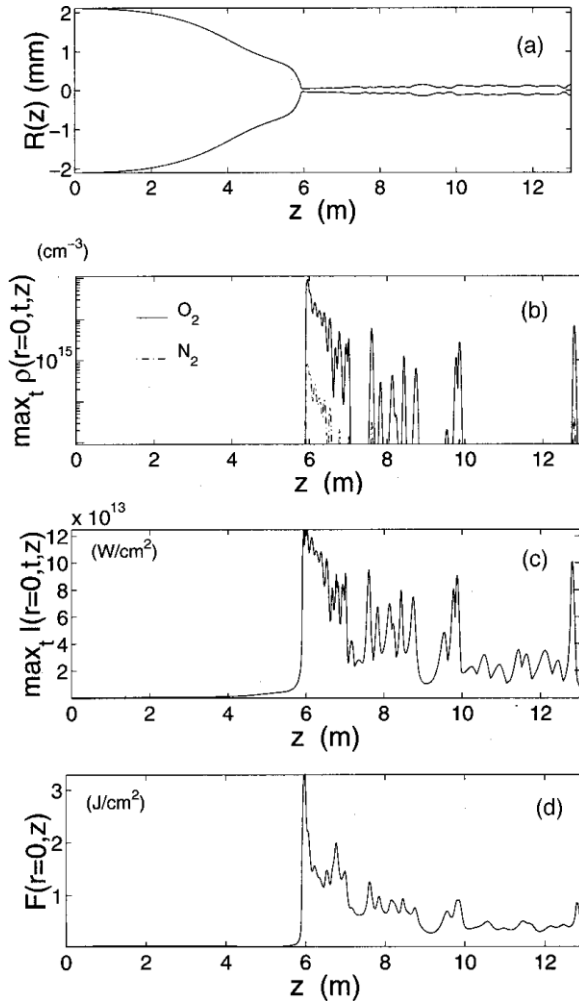 (a)
R(z) (mm)
2
1
0
−1
−2
0 2 4 6 8 10 12
z (m)
(cm⁻³)
(b)
O₂
N₂
10¹⁵
maxₜ ρ(r=0,t,z)
0 2 4 6 8 10 12
z (m)
x 10¹³
(W/cm²)
(c)
12
10
8
6
4
2
maxₜ I(r=0,t,z)
0 2 4 6 8 10 12
z (m)
(J/cm²)
(d)
3
2
1
F(r=0,z)
0 2 4 6 8 10 12
z (m)